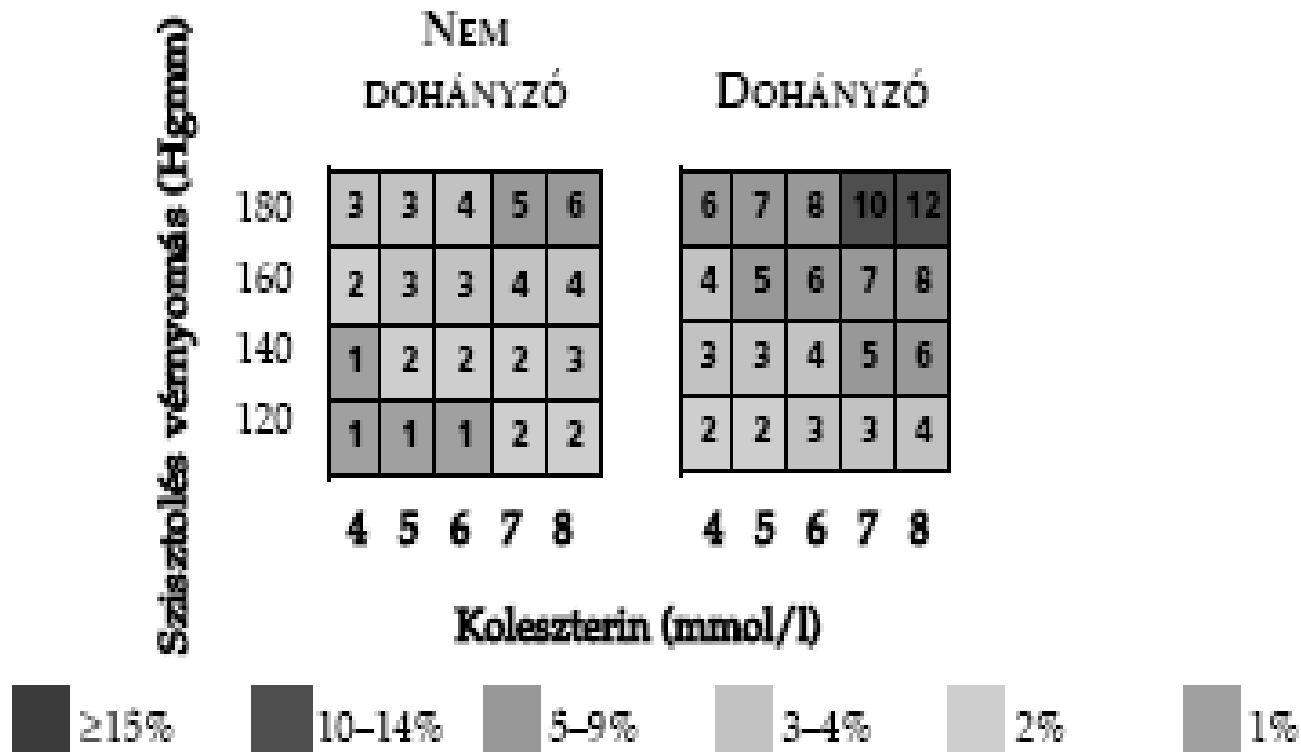 NEM
DOHÁNYZÓ DOHÁNYZÓ
Szisztolés vérnyomás (Hgmm)
180 3 3 4 5 6 6 7 8 10 12
160 2 3 3 4 4 4 5 6 7 8
140 1 2 2 2 3 3 3 4 5 6
120 1 1 1 2 2 2 2 3 3 4
4 5 6 7 8 4 5 6 7 8
Koleszterin (mmol/l)
≥15% 10–14% 5–9% 3–4% 2% 1%